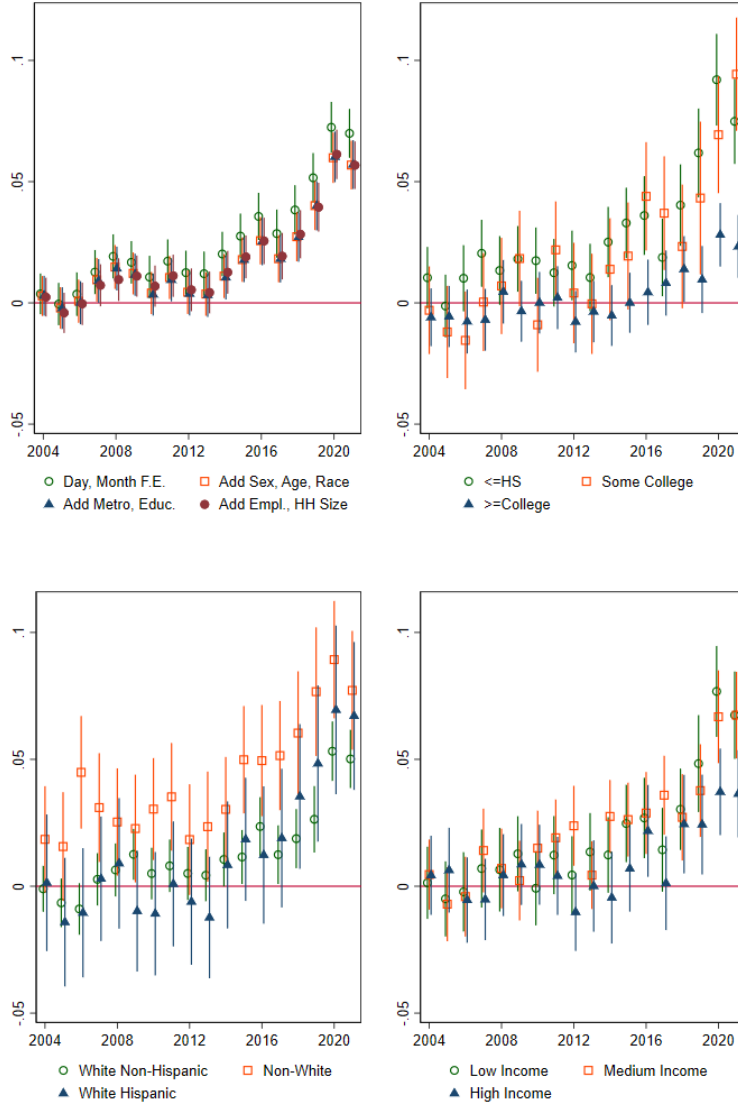 .1
.1
.05
.05
0
0
-.05
-.05
2004 2008 2012 2016 2020
2004 2008 2012 2016 2020
Day, Month F.E. Add Sex, Age, Race
Add Metro, Educ. Add Empl., HH Size
<=HS Some College
>=College
.1
.1
.05
.05
0
0
-.05
-.05
2004 2008 2012 2016 2020
2004 2008 2012 2016 2020
White Non-Hispanic Non-White
White Hispanic
Low Income Medium Income
High Income